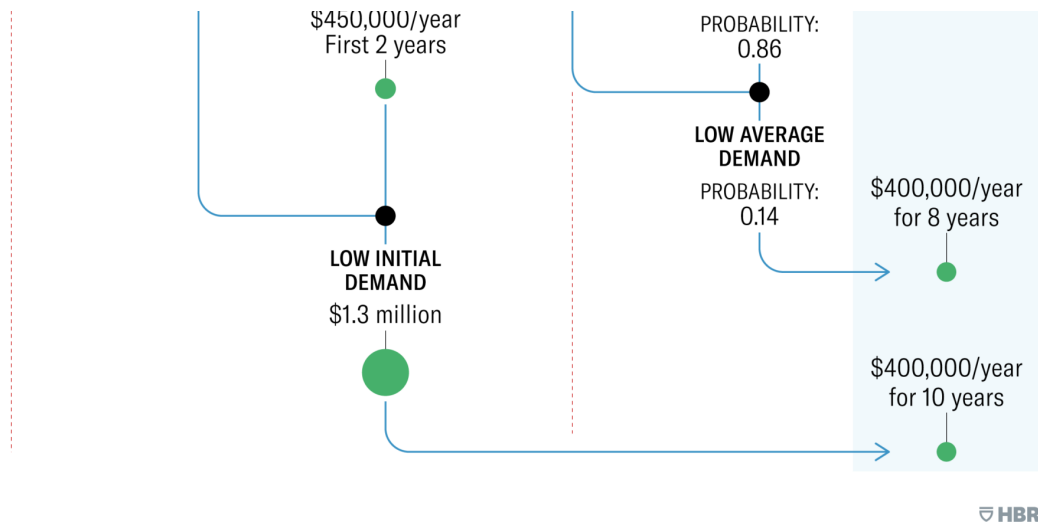 $450,000/year
First 2 years
PROBABILITY:
0.86
LOW AVERAGE
DEMAND
PROBABILITY:
0.14
$400,000/year
for 8 years
LOW INITIAL
DEMAND
$1.3 million
$400,000/year
for 10 years
HBR